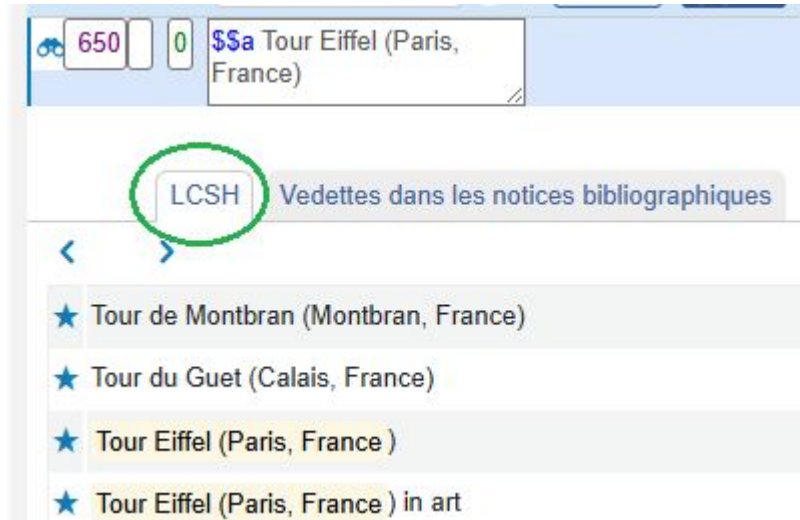 650 0 $$a Tour Eiffel (Paris,
France)
LCSH Vedettes dans les notices bibliographiques
Tour de Montbran (Montbran, France)
Tour du Guet (Calais, France)
Tour Eiffel (Paris, France)
Tour Eiffel (Paris, France) in art